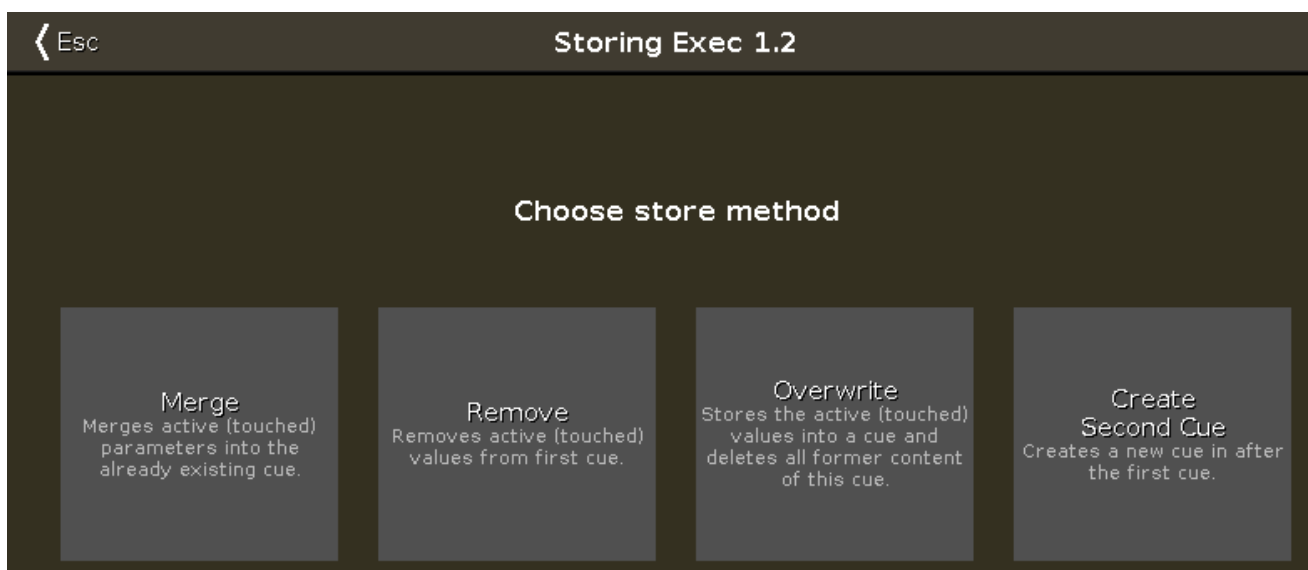 Esc
Storing Exec 1.2
Choose store method
Merge
Merges active (touched)
parameters into the
already existing cue.
Remove
Removes active (touched)
values from first cue.
Overwrite
Stores the active (touched)
values into a cue and
deletes all former content
of this cue.
Create
Second Cue
Creates a new cue in after
the first cue.